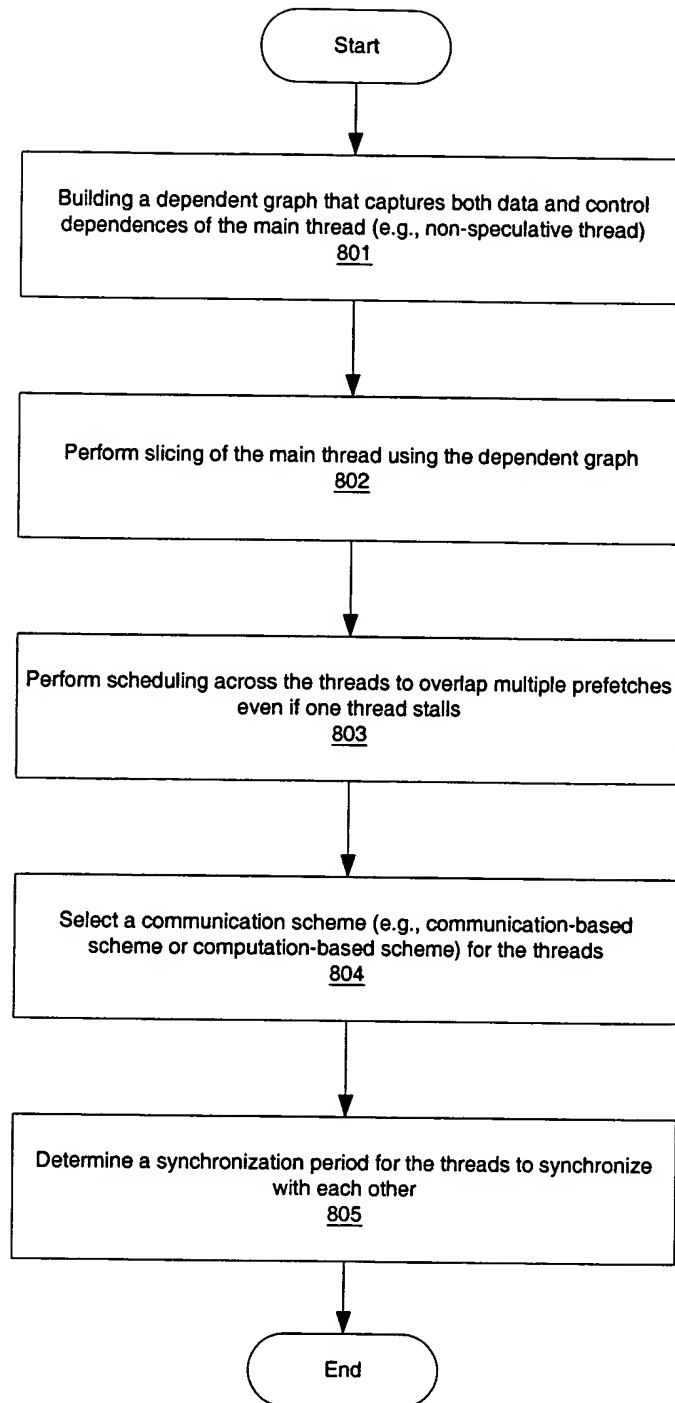 Start
Building a dependent graph that captures both data and control
dependences of the main thread (e.g., non-speculative thread)
801
Perform slicing of the main thread using the dependent graph
802
Perform scheduling across the threads to overlap multiple prefetches
even if one thread stalls
803
Select a communication scheme (e.g., communication-based
scheme or computation-based scheme) for the threads
804
Determine a synchronization period for the threads to synchronize
with each other
805
End